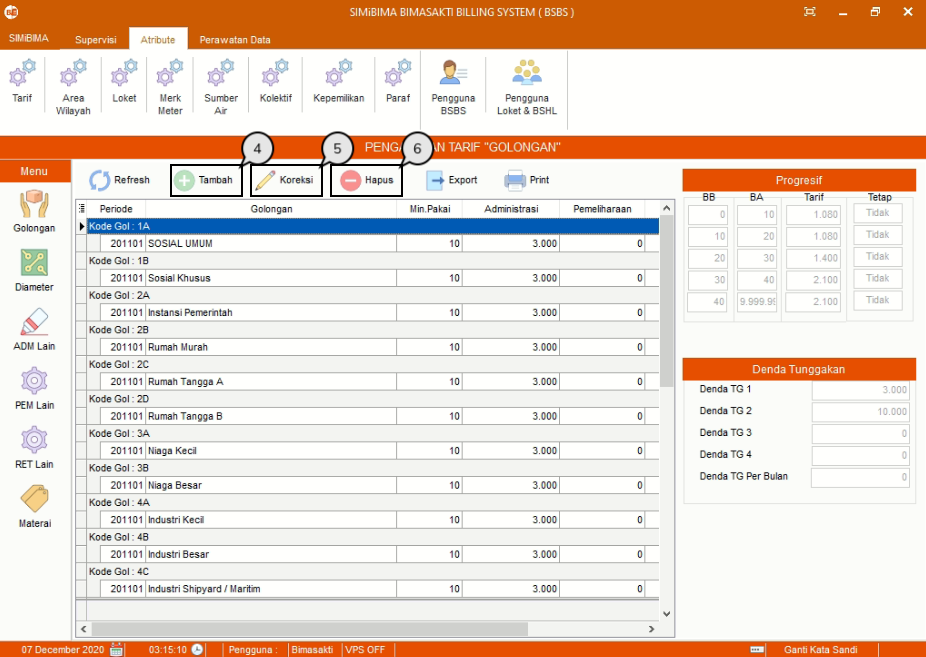 SIMiBIMA BIMASAKTI BILLING SYSTEM ( BSBS )
SIMiBIMA Supervisi Atribute Perawatan Data
Tarif Area Wilayah Loket Merk Meter Sumber Air Kolektif Kepemilikan Paraf Pengguna BSBS Pengguna Loket & BSHL
4 5 6
TARIF "GOLONGAN"
Menu
Refresh Tambah Koreksi Hapus Export Print
Golongan
Diameter
ADM Lain
PEM Lain
RET Lain
Materai
Periode Golongan Min.Pakai Administrasi Pemeliharaan
Kode Gol : 1A
201101 SOSIAL UMUM 10 3.000 0
Kode Gol : 1B
201101 Sosial Khusus 10 3.000 0
Kode Gol : 2A
201101 Instansi Pemerintah 10 3.000 0
Kode Gol : 2B
201101 Rumah Murah 10 3.000 0
Kode Gol : 2C
201101 Rumah Tangga A 10 3.000 0
Kode Gol : 2D
201101 Rumah Tangga B 10 3.000 0
Kode Gol : 3A
201101 Niaga Kecil 10 3.000 0
Kode Gol : 3B
201101 Niaga Besar 10 3.000 0
Kode Gol : 4A
201101 Industri Kecil 10 3.000 0
Kode Gol : 4B
201101 Industri Besar 10 3.000 0
Kode Gol : 4C
201101 Industri Shipyard / Maritim 10 3.000 0
Progresif
BB BA Tarif Tetap
0 10 1.080 Tidak
10 20 1.080 Tidak
20 30 1.400 Tidak
30 40 2.100 Tidak
40 9.999.99 2.100 Tidak
Denda Tunggakan
Denda TG 1 3.000
Denda TG 2 10.000
Denda TG 3 0
Denda TG 4 0
Denda TG Per Bulan 0
07 December 2020 03:15:10 Pengguna : Bimasakti VPS OFF Ganti Kata Sandi